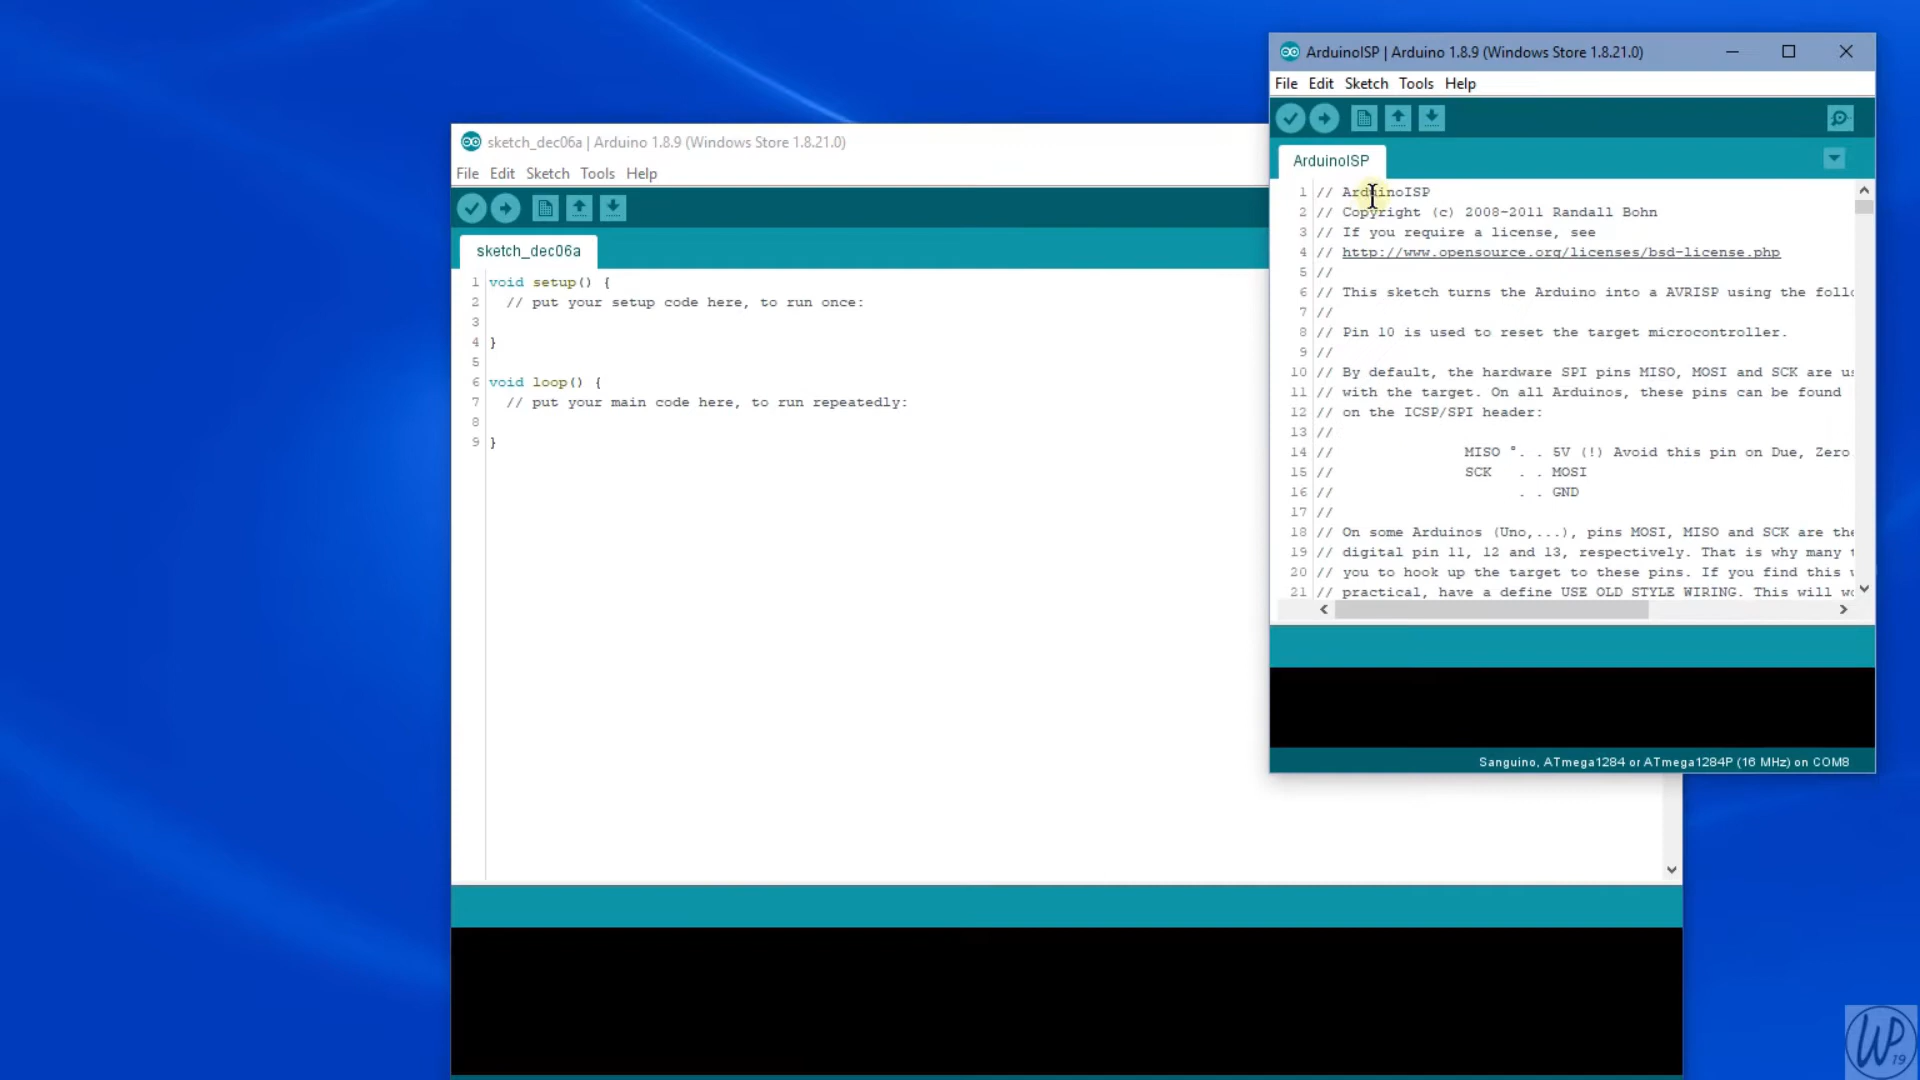 ArduinoISP | Arduino 1.8.9 (Windows Store 1.8.21.0)
File Edit Sketch Tools Help
ArduinoISP
1 // ArduinoISP
2 // Copyright (c) 2008-2011 Randall Bohn
3 // If you require a license, see
4 // http://www.opensource.org/licenses/bsd-license.php
5 //
6 // This sketch turns the Arduino into a AVRISP using the follo
7 //
8 // Pin 10 is used to reset the target microcontroller.
9 //
10 // By default, the hardware SPI pins MISO, MOSI and SCK are us
11 // with the target. On all Arduinos, these pins can be found
12 // on the ICSP/SPI header:
13 //
14 // MISO °. . 5V (!) Avoid this pin on Due, Zero
15 // SCK . . MOSI
16 // . . GND
17 //
18 // On some Arduinos (Uno,...), pins MOSI, MISO and SCK are the
19 // digital pin 11, 12 and 13, respectively. That is why many t
20 // you to hook up the target to these pins. If you find this w
21 // practical, have a define USE_OLD_STYLE_WIRING. This will wo
Sanguino, ATmega1284 or ATmega1284P (16 MHz) on COM8
sketch_dec06a | Arduino 1.8.9 (Windows Store 1.8.21.0)
File Edit Sketch Tools Help
sketch_dec06a
1 void setup() {
2 // put your setup code here, to run once:
3
4 }
5
6 void loop() {
7 // put your main code here, to run repeatedly:
8
9 }
WP
19